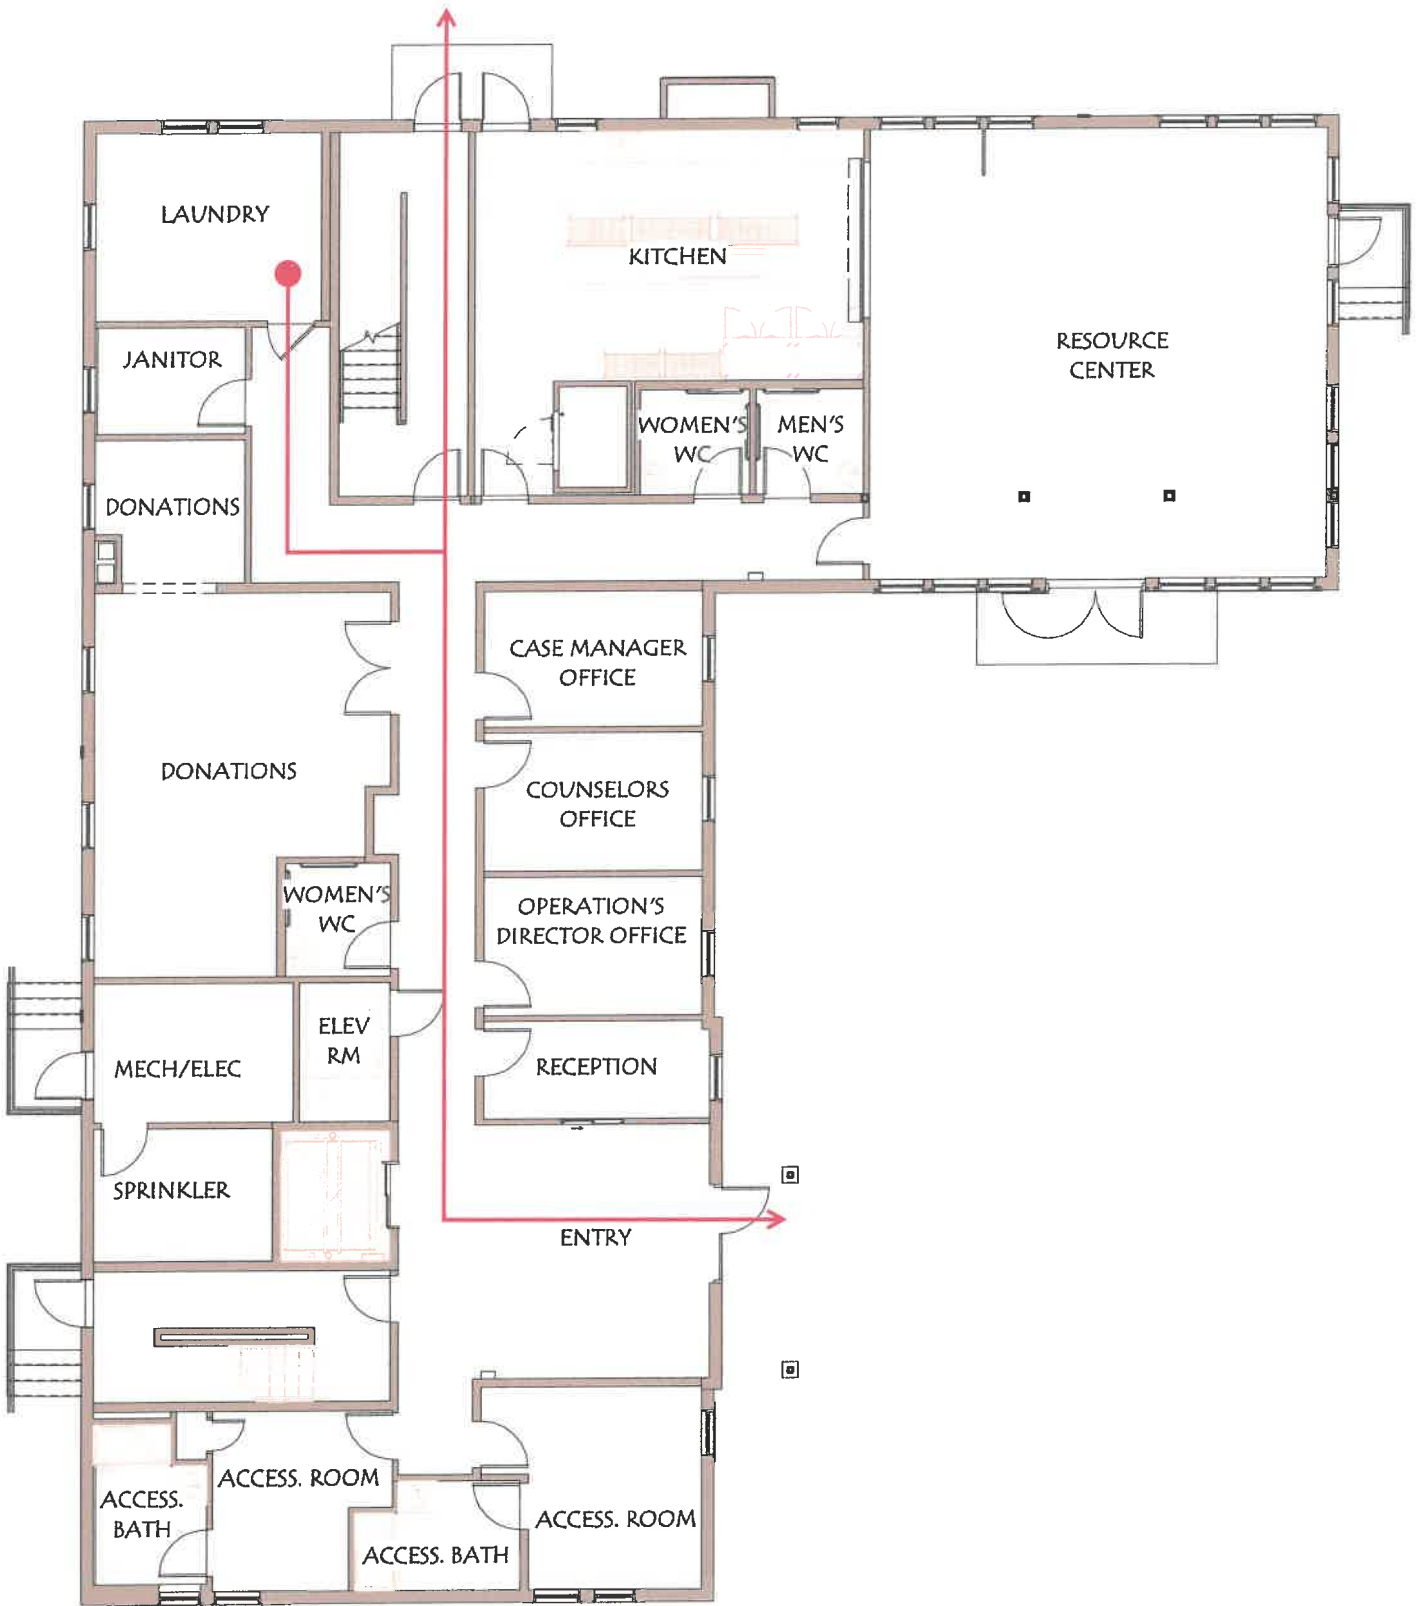 LAUNDRY
KITCHEN
RESOURCE
CENTER
JANITOR
WOMEN'S
WC
MEN'S
WC
DONATIONS
CASE MANAGER
OFFICE
DONATIONS
COUNSELORS
OFFICE
WOMEN'S
WC
OPERATION'S
DIRECTOR OFFICE
ELEV
RM
MECH/ELEC
RECEPTION
SPRINKLER
ENTRY
ACCESS. ROOM
ACCESS.
BATH
ACCESS. BATH
ACCESS. ROOM